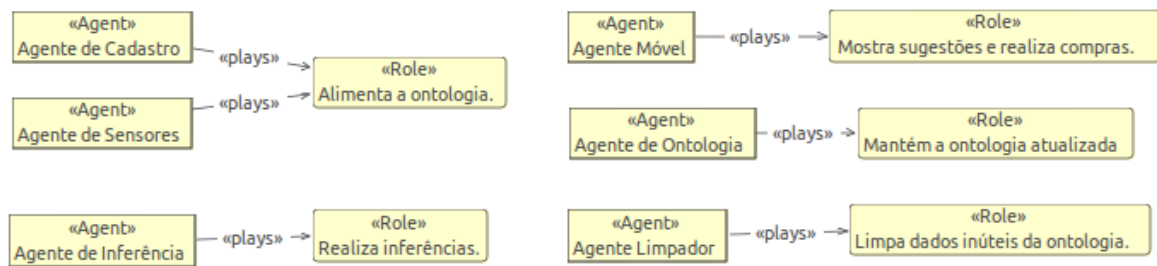 «Agent»
Agente de Cadastro
«plays»
«Role»
Alimenta a ontologia.
«Agent»
Agente de Sensores
«plays»
«Agent»
Agente de Inferência
«plays»
«Role»
Realiza inferências.
«Agent»
Agente Móvel
«plays»
«Role»
Mostra sugestões e realiza compras.
«Agent»
Agente de Ontologia
«plays»
«Role»
Mantém a ontologia atualizada
«Agent»
Agente Limpador
«plays»
«Role»
Limpa dados inúteis da ontologia.